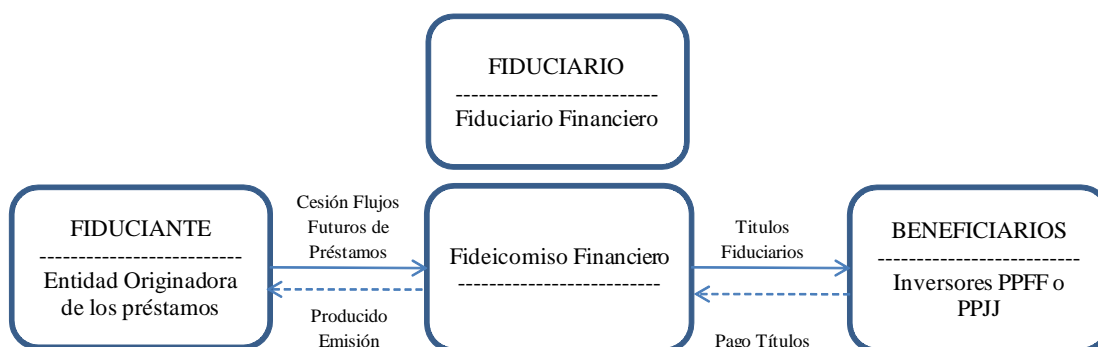 FIDUCIARIO
---------------------------
Fiduciario Financiero
FIDUCIANTE
--------------------------
Entidad Originadora
de los préstamos
Cesión Flujos
Futuros de
Préstamos
Producido
Emisión
Fideicomiso Financiero
--------------------------
Titulos
Fiduciarios
Pago Títulos
BENEFICIARIOS
--------------------------
Inversores PPFF o
PPJJ